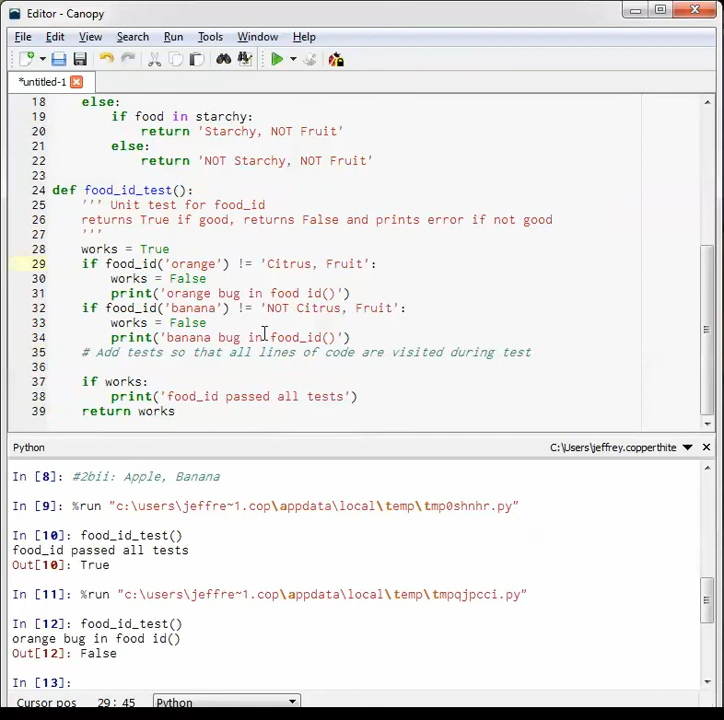 Editor - Canopy
File Edit View Search Run Tools Window Help
*untitled-1
18 else:
19 if food in starchy:
20 return 'Starchy, NOT Fruit'
21 else:
22 return 'NOT Starchy, NOT Fruit'
23
24 def food_id_test():
25 ''' Unit test for food_id
26 returns True if good, returns False and prints error if not good
27 '''
28 works = True
29 if food_id('orange') != 'Citrus, Fruit':
30 works = False
31 print('orange bug in food id()')
32 if food_id('banana') != 'NOT Citrus, Fruit':
33 works = False
34 print('banana bug in food_id()')
35 # Add tests so that all lines of code are visited during test
36
37 if works:
38 print('food_id passed all tests')
39 return works
Python C:\Users\jeffrey.copperthite
In [8]: #2bii: Apple, Banana
In [9]: %run "c:\users\jeffre~1.cop\appdata\local\temp\tmp0shnhr.py"
In [10]: food_id_test()
food_id passed all tests
Out[10]: True
In [11]: %run "c:\users\jeffre~1.cop\appdata\local\temp\tmpqjpcci.py"
In [12]: food_id_test()
orange bug in food id()
Out[12]: False
In [13]:
Cursor pos 29: 45 Python